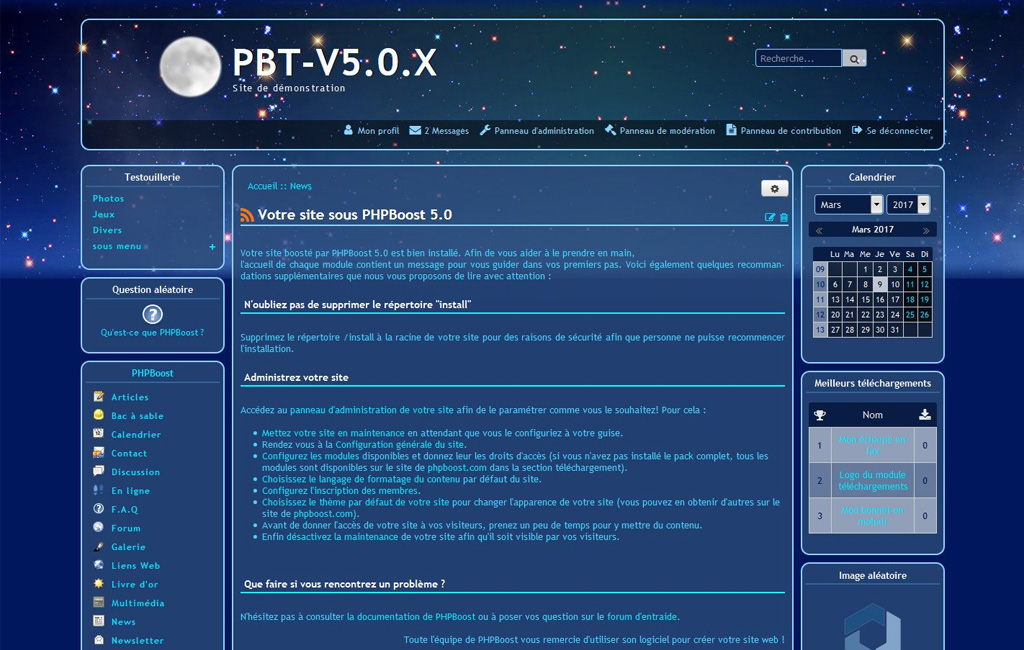 PBT-V5.0.X
Site de démonstration
Recherche...
Mon profil 2 Messages Panneau d'administration Panneau de modération Panneau de contribution Se déconnecter
Testouillerie
Photos
Jeux
Divers
sous menu +
Question aléatoire
?
Qu'est-ce que PHPBoost ?
PHPBoost
Articles
Bac à sable
Calendrier
Contact
Discussion
En ligne
F.A.Q
Forum
Galerie
Liens Web
Livre d'or
Multimédia
News
Newsletter
Accueil :: News
Votre site sous PHPBoost 5.0
Votre site boosté par PHPBoost 5.0 est bien installé. Afin de vous aider à le prendre en main,
l'accueil de chaque module contient un message pour vous guider dans vos premiers pas. Voici également quelques recomman-
dations supplémentaires que nous vous proposons de lire avec attention :
N'oubliez pas de supprimer le répertoire "install"
Supprimez le répertoire /install à la racine de votre site pour des raisons de sécurité afin que personne ne puisse recommencer
l'installation.
Administrez votre site
Accédez au panneau d'administration de votre site afin de le paramétrer comme vous le souhaitez! Pour cela :
• Mettez votre site en maintenance en attendant que vous le configuriez à votre guise.
• Rendez vous à la Configuration générale du site.
• Configurez les modules disponibles et donnez leur les droits d'accès (si vous n'avez pas installé le pack complet, tous les
modules sont disponibles sur le site de phpboost.com dans la section téléchargement).
• Choisissez le langage de formatage du contenu par défaut du site.
• Configurez l'inscription des membres.
• Choisissez le thème par défaut de votre site pour changer l'apparence de votre site (vous pouvez en obtenir d'autres sur le
site de phpboost.com).
• Avant de donner l'accès de votre site à vos visiteurs, prenez un peu de temps pour y mettre du contenu.
• Enfin désactivez la maintenance de votre site afin qu'il soit visible par vos visiteurs.
Que faire si vous rencontrez un problème ?
N'hésitez pas à consulter la documentation de PHPBoost ou à poser votre question sur le forum d'entraide.
Toute l'équipe de PHPBoost vous remercie d'utiliser son logiciel pour créer votre site web !
Calendrier
Mars 2017
« Mars 2017 »
Lu Ma Me Je Ve Sa Di
09 1 2 3 4 5
10 6 7 8 9 10 11 12
11 13 14 15 16 17 18 19
12 20 21 22 23 24 25 26
13 27 28 29 30 31
Meilleurs téléchargements
Nom
1 Mon écharpe en 0
2 Logo du module 0
téléchargements
3 Mon bonnet en 0
Image aléatoire